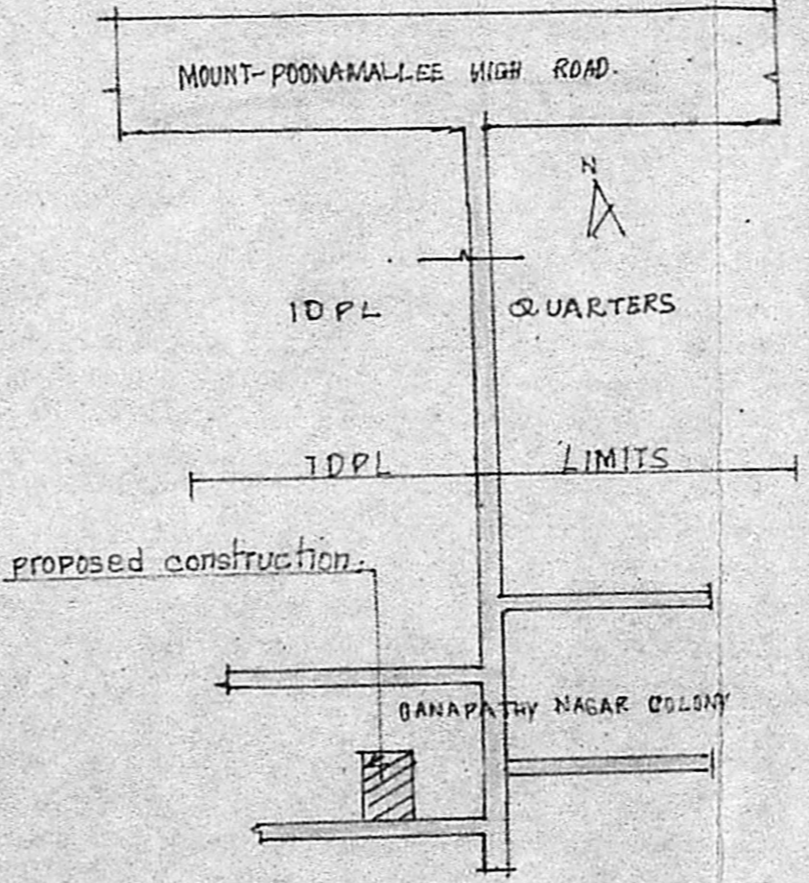 MOUNT-POONAMALLEE HIGH ROAD.
N
IDPL QUARTERS
IDPL LIMITS
proposed construction.
GANAPATHY NAGAR COLONY